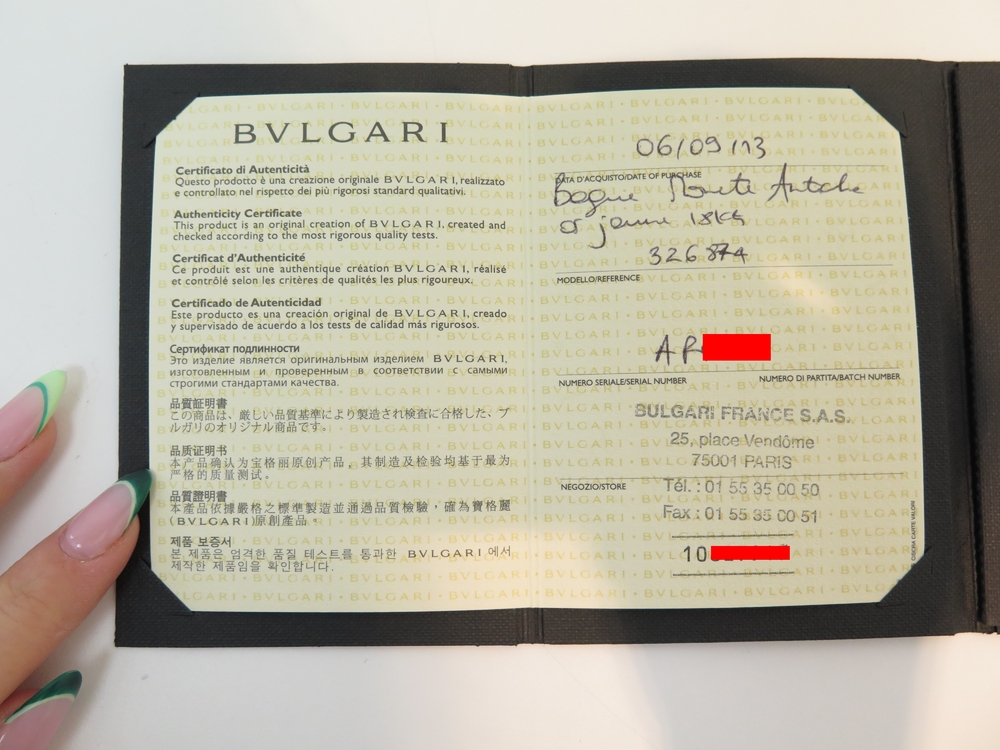 BVLGARI
Certificato di Autenticità
Questo prodotto è una creazione originale BVLGARI, realizzato
e controllato nel rispetto dei più rigorosi standard qualitativi.
Authenticity Certificate
This product is an original creation of BVLGARI, created and
checked according to the most rigorous quality tests.
Certificat d'Authenticité
Ce produit est une authentique création BVLGARI, réalisé
et contrôlé selon les critères de qualités les plus rigoureux.
Certificado de Autenticidad
Este producto es una creación original de BVLGARI, creado
y supervisado de acuerdo a los tests de calidad más rigurosos.
Сертификат подлинности
Это изделие является оригинальным изделием BVLGARI,
изготовленным и проверенным в соответствии с самыми
строгими стандартами качества.
品質証明書
この商品は、厳しい品質基準により製造され検査に合格した、ブ
ルガリのオリジナル商品です。
品质证明书
本产品确认为宝格丽原创产品，其制造及检验均基于最为
严格的质量测试。
品質證明書
本產品依據嚴格之標準製造並通過品質檢驗，確為寶格麗
(BVLGARI)原創產品。
제품 보증서
본 제품은 엄격한 품질 테스트를 통과한 BVLGARI 에서
제작한 제품임을 확인합니다.
06/09/13
DATA D'ACQUISTO/DATE OF PURCHASE
bague Monete Antiche
or jaune 18kt
326874
MODELLO/REFERENCE
AR
NUMERO SERIALE/SERIAL NUMBER NUMERO DI PARTITA/BATCH NUMBER
BULGARI FRANCE S.A.S.
25, place Vendôme
75001 PARIS
NEGOZIO/STORE Tél. : 01 55 35 00 50
Fax : 01 55 35 00 51
10